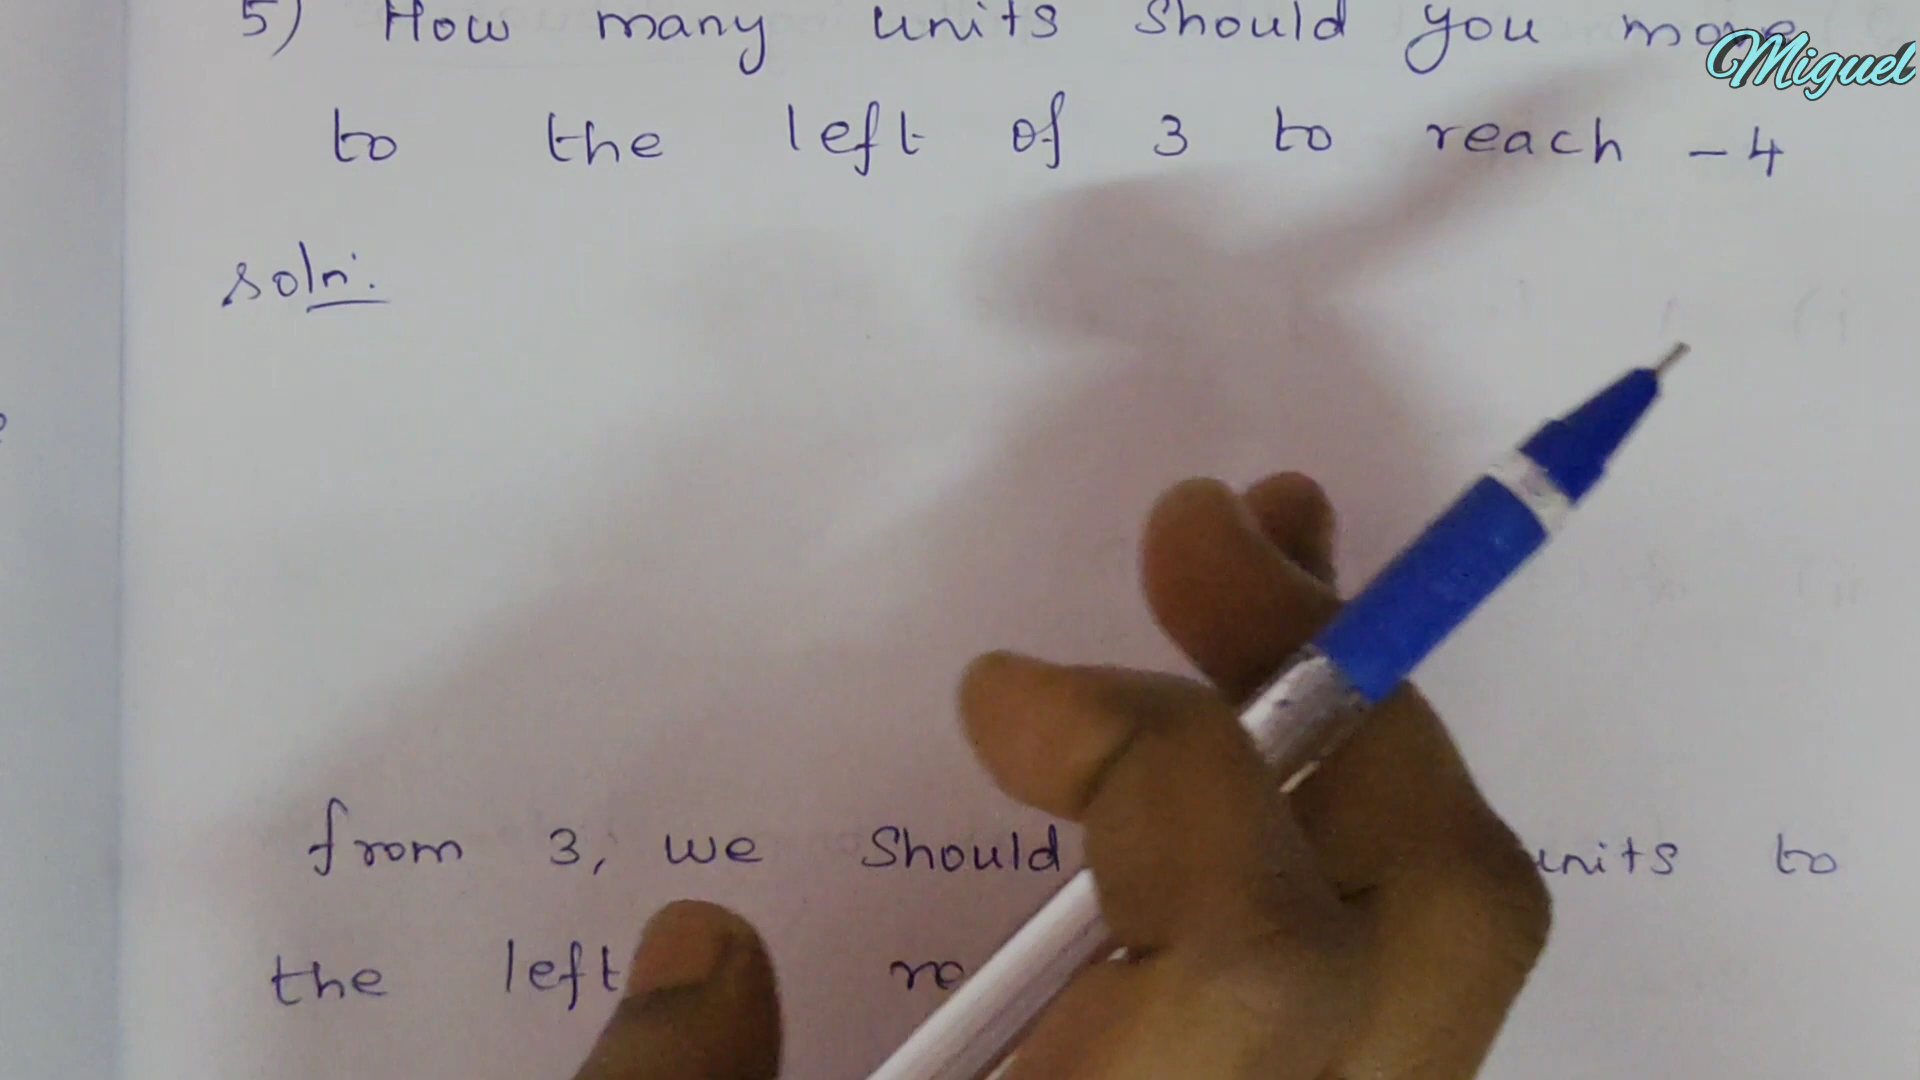 5) How many units should you move
Miguel
to the left of 3 to reach -4
soln:
from 3, we should units to
the left